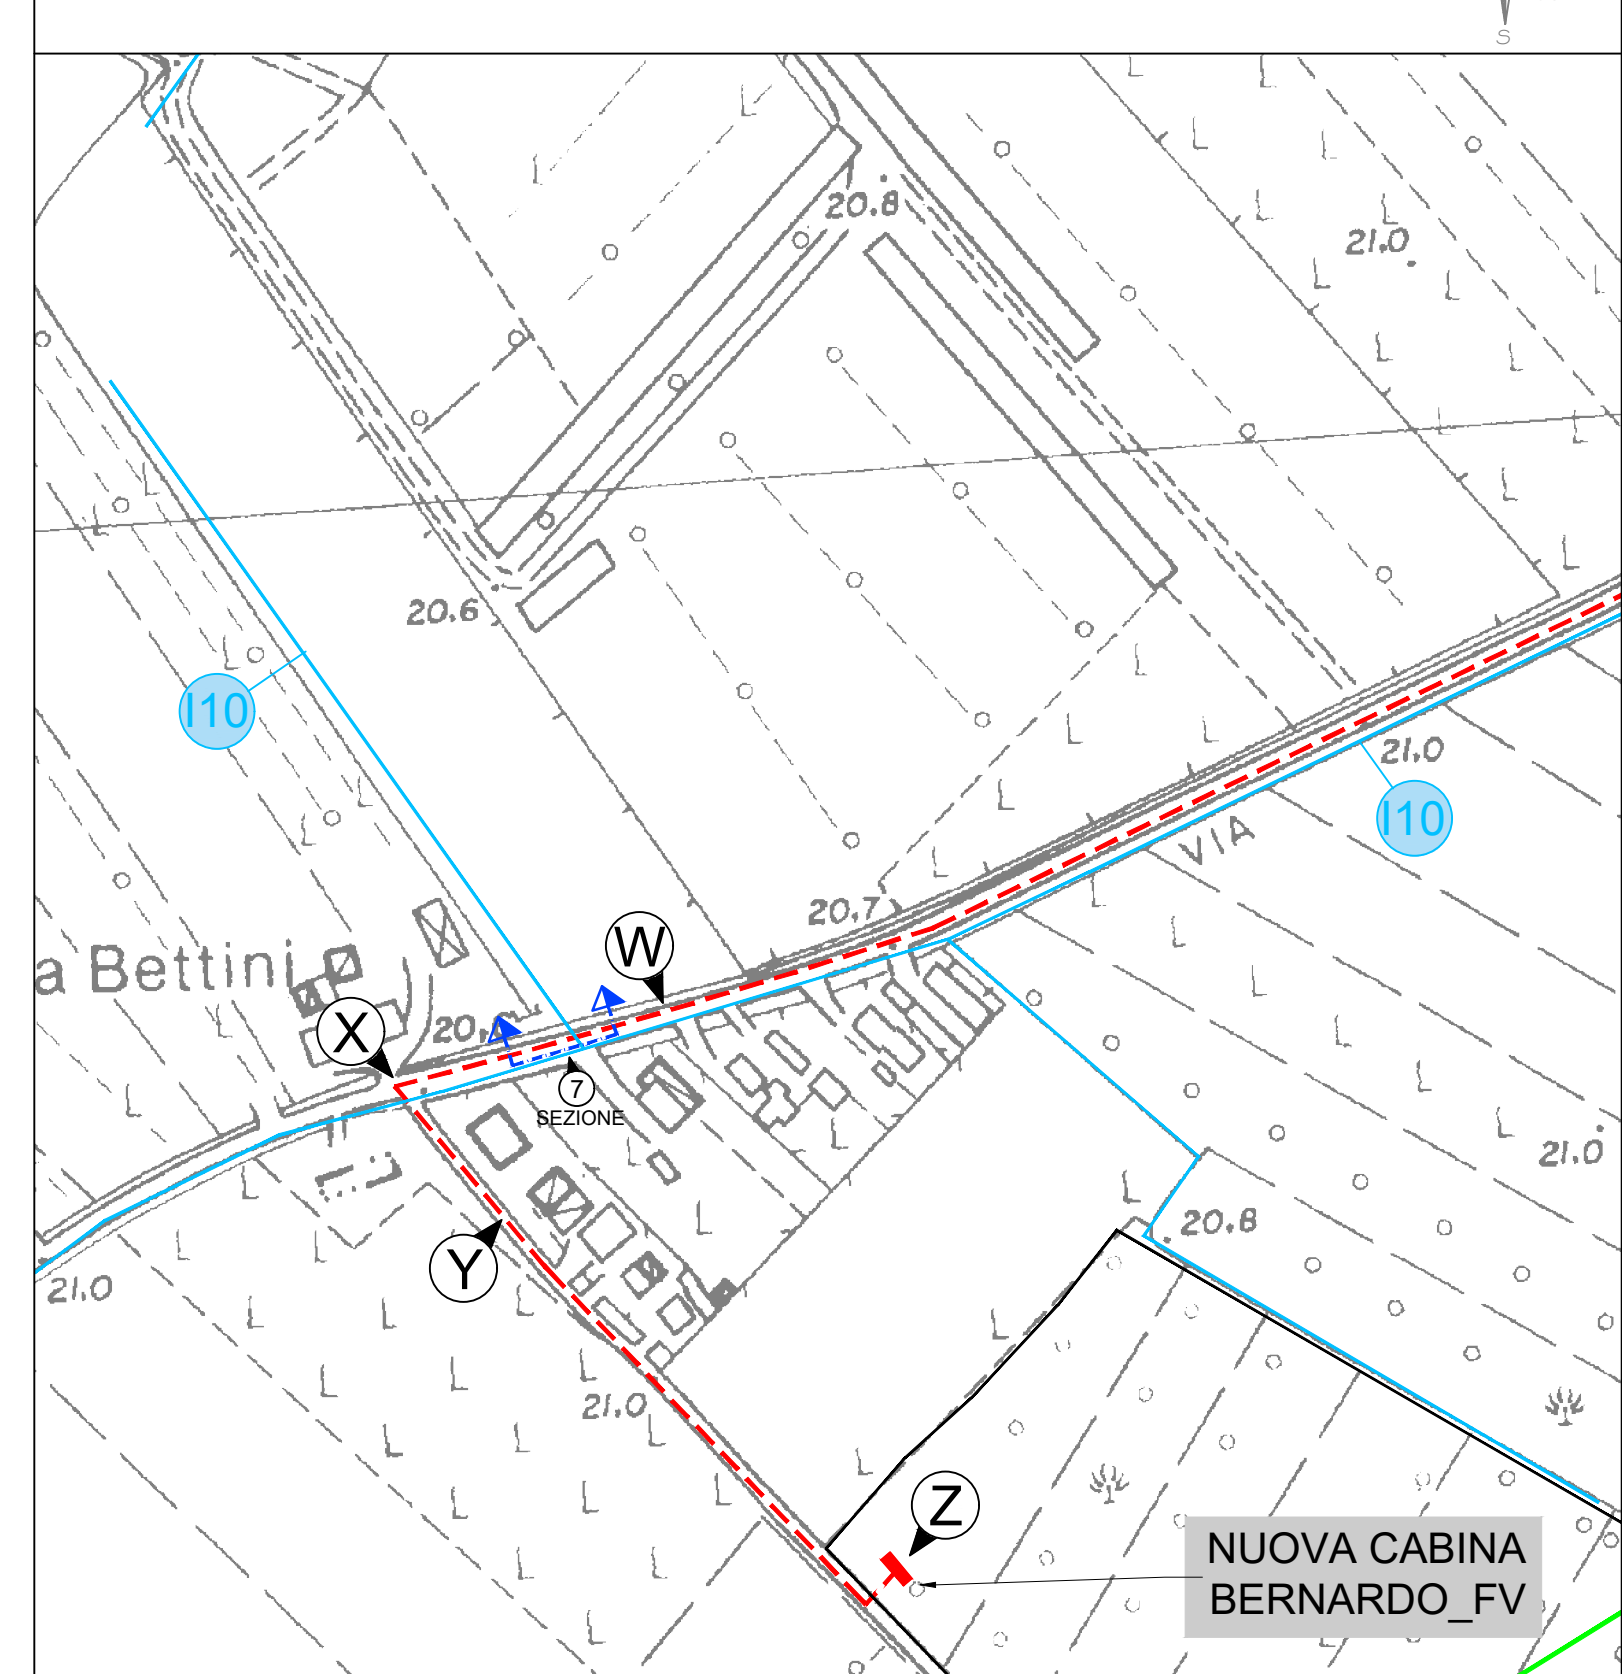 S
20.8
21.0
20.6
I10
21.0
I10
VIA
20.7
W
a Bettini
X
20.
7
SEZIONE
21.0
20.8
Y
21.0
21.0
Z
NUOVA CABINA
BERNARDO_FV